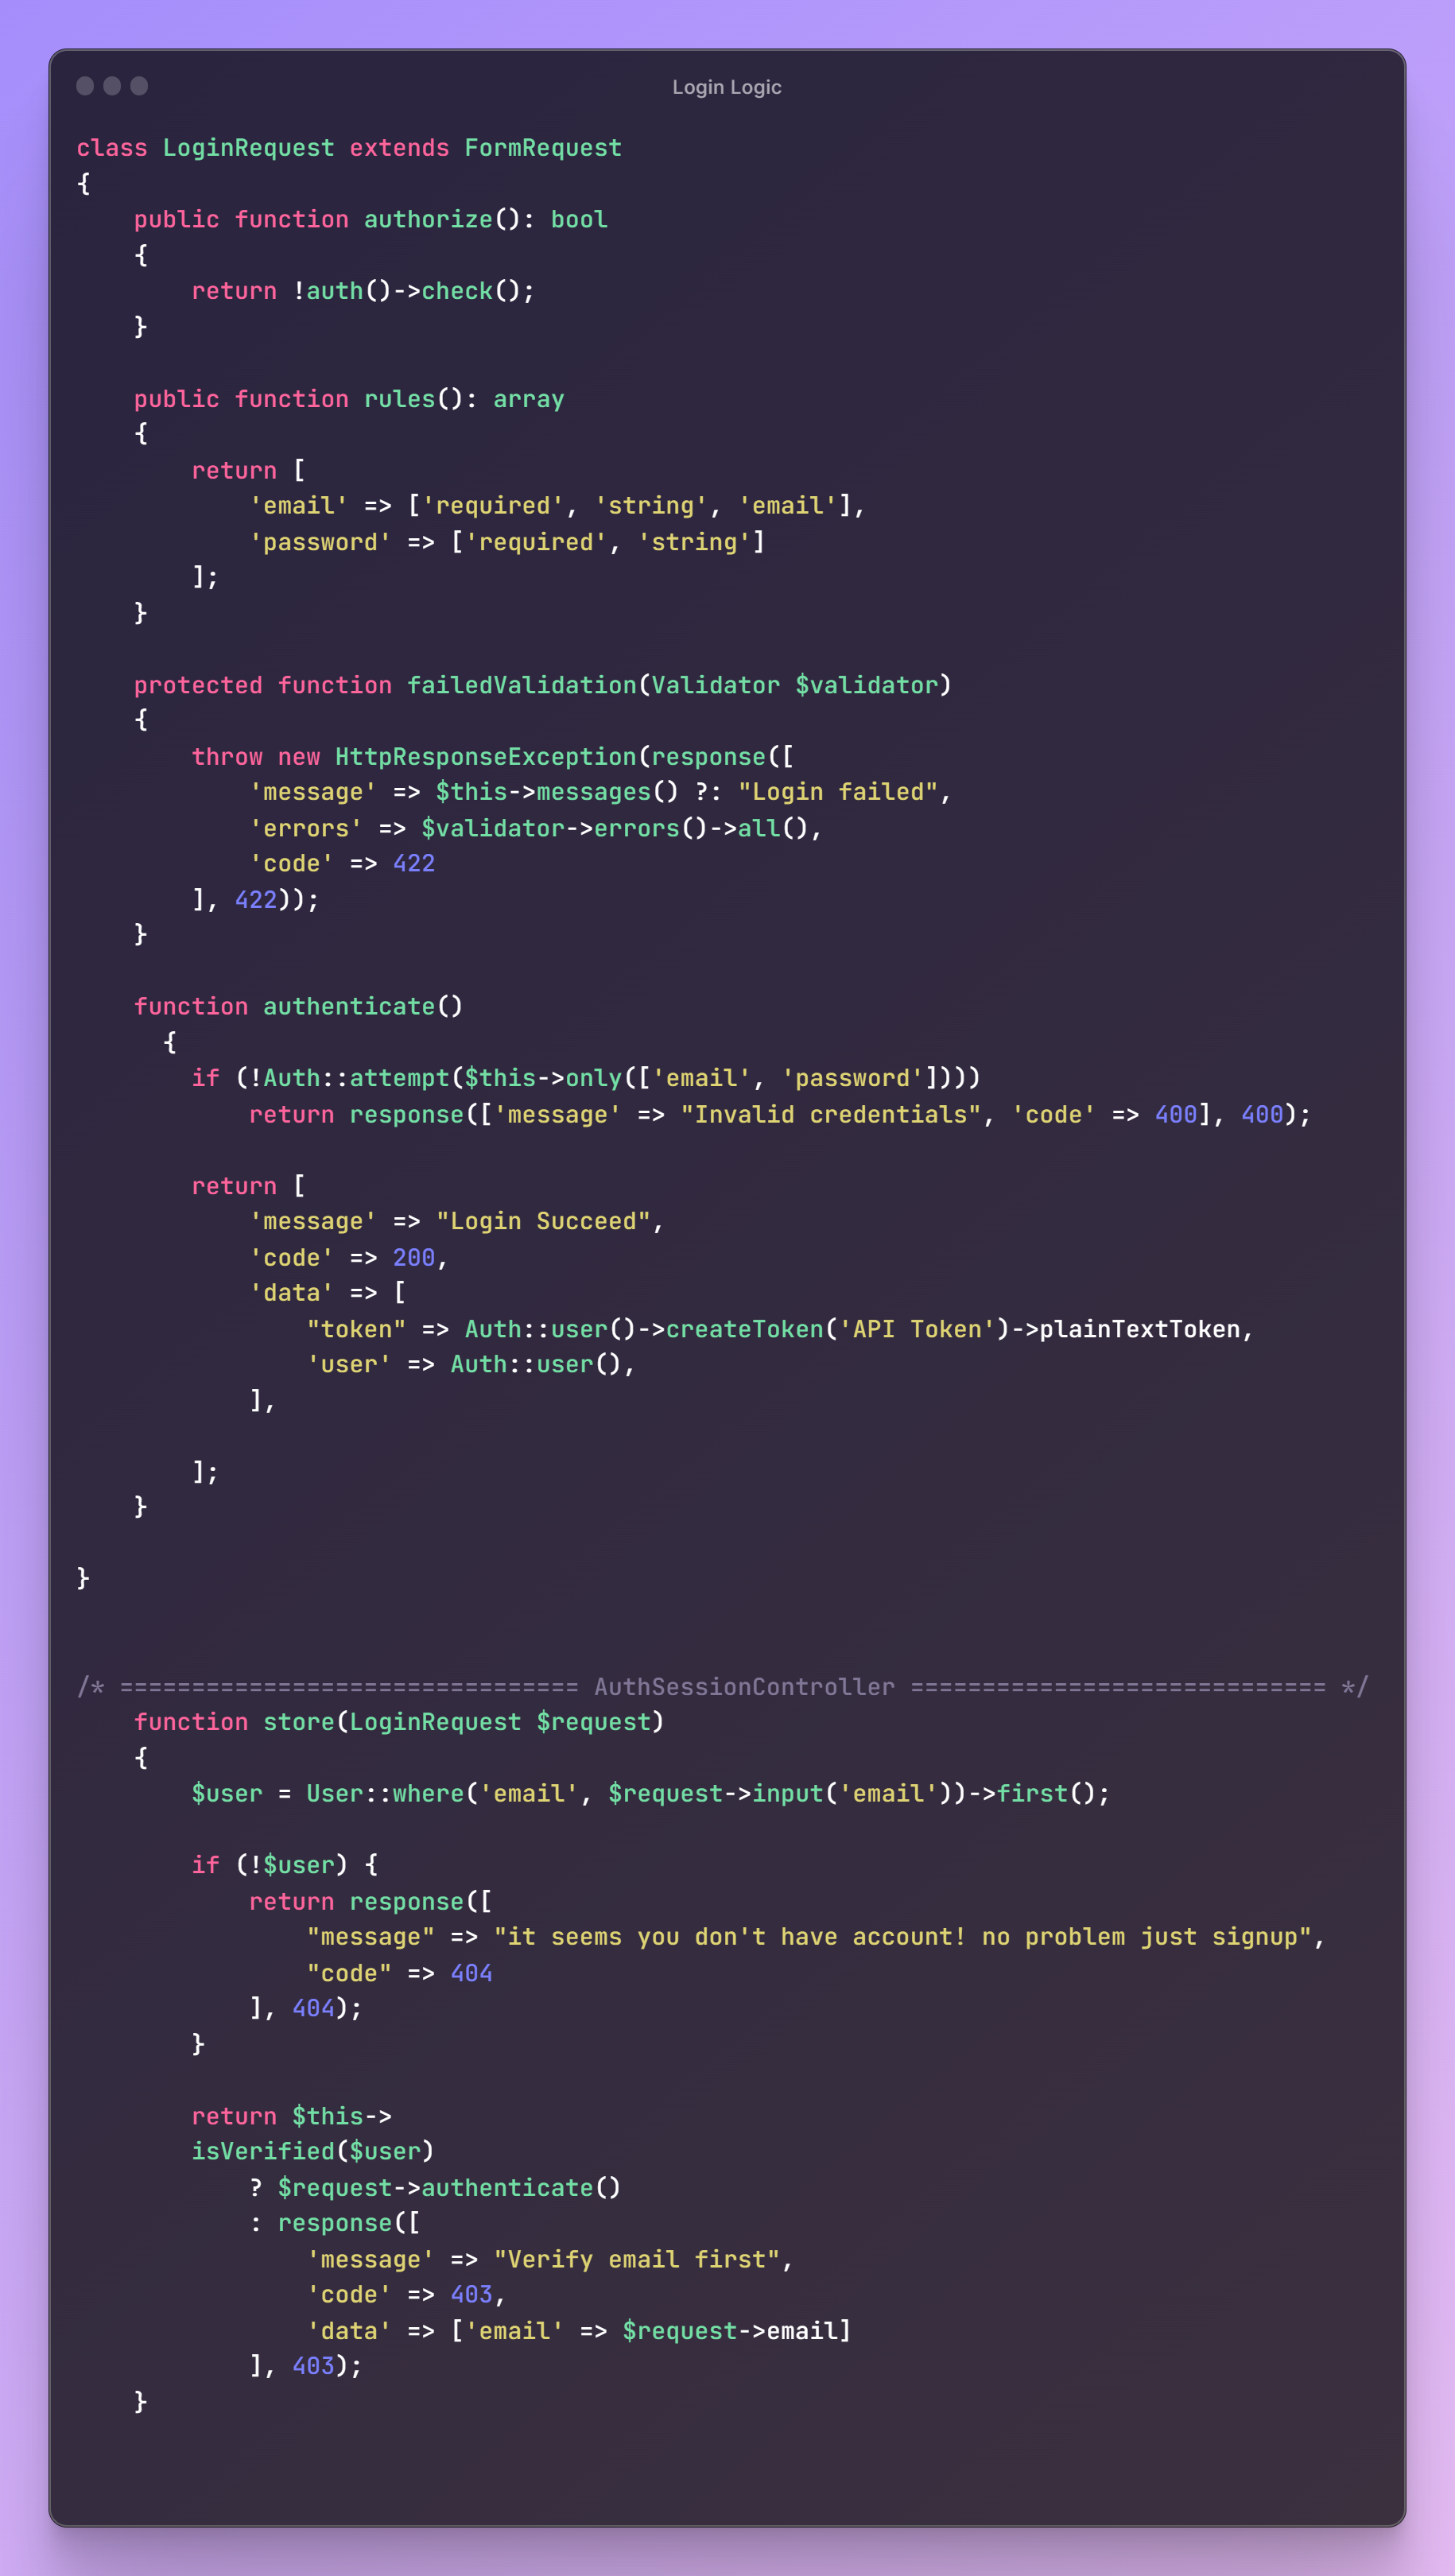 Login Logic
class LoginRequest extends FormRequest
{
    public function authorize(): bool
    {
        return !auth()->check();
    }

    public function rules(): array
    {
        return [
            'email' => ['required', 'string', 'email'],
            'password' => ['required', 'string']
        ];
    }

    protected function failedValidation(Validator $validator)
    {
        throw new HttpResponseException(response([
            'message' => $this->messages() ?: "Login failed",
            'errors' => $validator->errors()->all(),
            'code' => 422
        ], 422));
    }

    function authenticate()
      {
        if (!Auth::attempt($this->only(['email', 'password'])))
            return response(['message' => "Invalid credentials", 'code' => 400], 400);

        return [
            'message' => "Login Succeed",
            'code' => 200,
            'data' => [
                "token" => Auth::user()->createToken('API Token')->plainTextToken,
                'user' => Auth::user(),
            ],

        ];
    }

}

/* ================================ AuthSessionController ============================= */
    function store(LoginRequest $request)
    {
        $user = User::where('email', $request->input('email'))->first();

        if (!$user) {
            return response([
                "message" => "it seems you don't have account! no problem just signup",
                "code" => 404
            ], 404);
        }

        return $this->
        isVerified($user)
            ? $request->authenticate()
            : response([
                'message' => "Verify email first",
                'code' => 403,
                'data' => ['email' => $request->email]
            ], 403);
    }